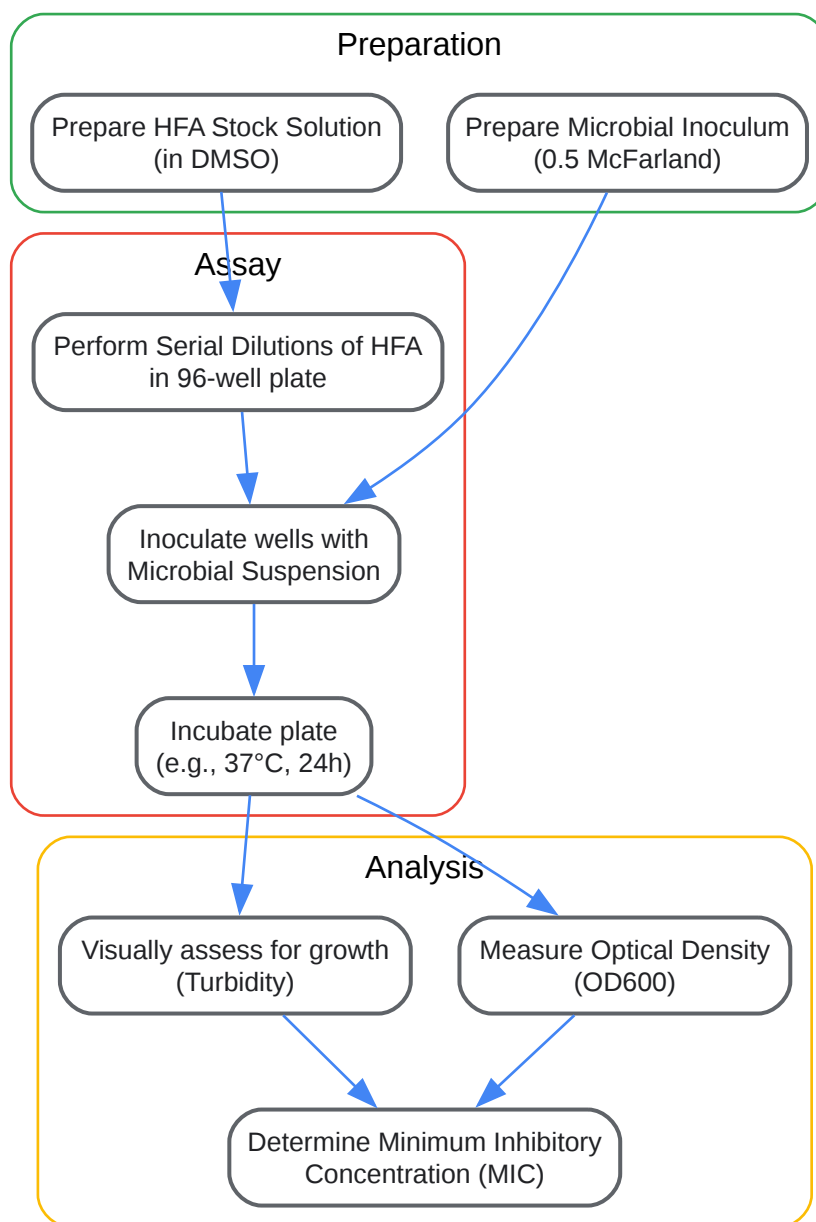 Preparation
Prepare HFA Stock Solution
(in DMSO)
Prepare Microbial Inoculum
(0.5 McFarland)
Assay
Perform Serial Dilutions of HFA
in 96-well plate
Inoculate wells with
Microbial Suspension
Incubate plate
(e.g., 37°C, 24h)
Analysis
Visually assess for growth
(Turbidity)
Measure Optical Density
(OD600)
Determine Minimum Inhibitory
Concentration (MIC)